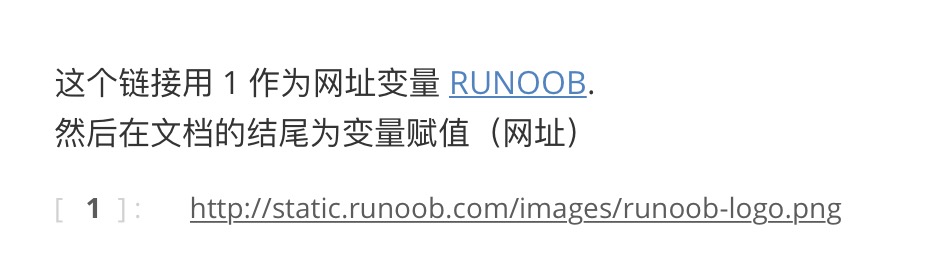 这个链接用 1 作为网址变量 RUNOOB.
然后在文档的结尾为变量赋值（网址）
[ 1 ]: http://static.runoob.com/images/runoob-logo.png